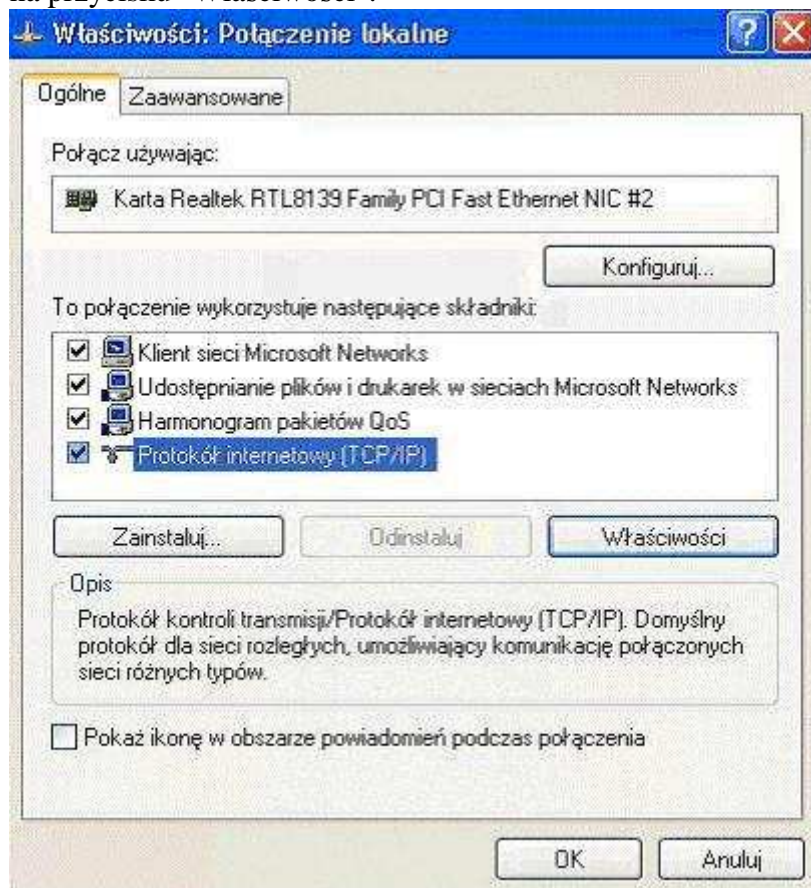 na przycisku "Właściwości".
Właściwości: Połączenie lokalne
Ogólne Zaawansowane
Połącz używając:
Karta Realtek RTL8139 Family PCI Fast Ethernet NIC #2
Konfiguruj...
To połączenie wykorzystuje następujące składniki:
Klient sieci Microsoft Networks
Udostępnianie plików i drukarek w sieciach Microsoft Networks
Harmonogram pakietów QoS
Protokół internetowy (TCP/IP)
Zainstaluj... Odinstaluj Właściwości
Opis
Protokół kontroli transmisji/Protokół internetowy (TCP/IP). Domyślny
protokół dla sieci rozległych, umożliwiający komunikację połączonych
sieci różnych typów.
Pokaż ikonę w obszarze powiadomień podczas połączenia
OK Anuluj